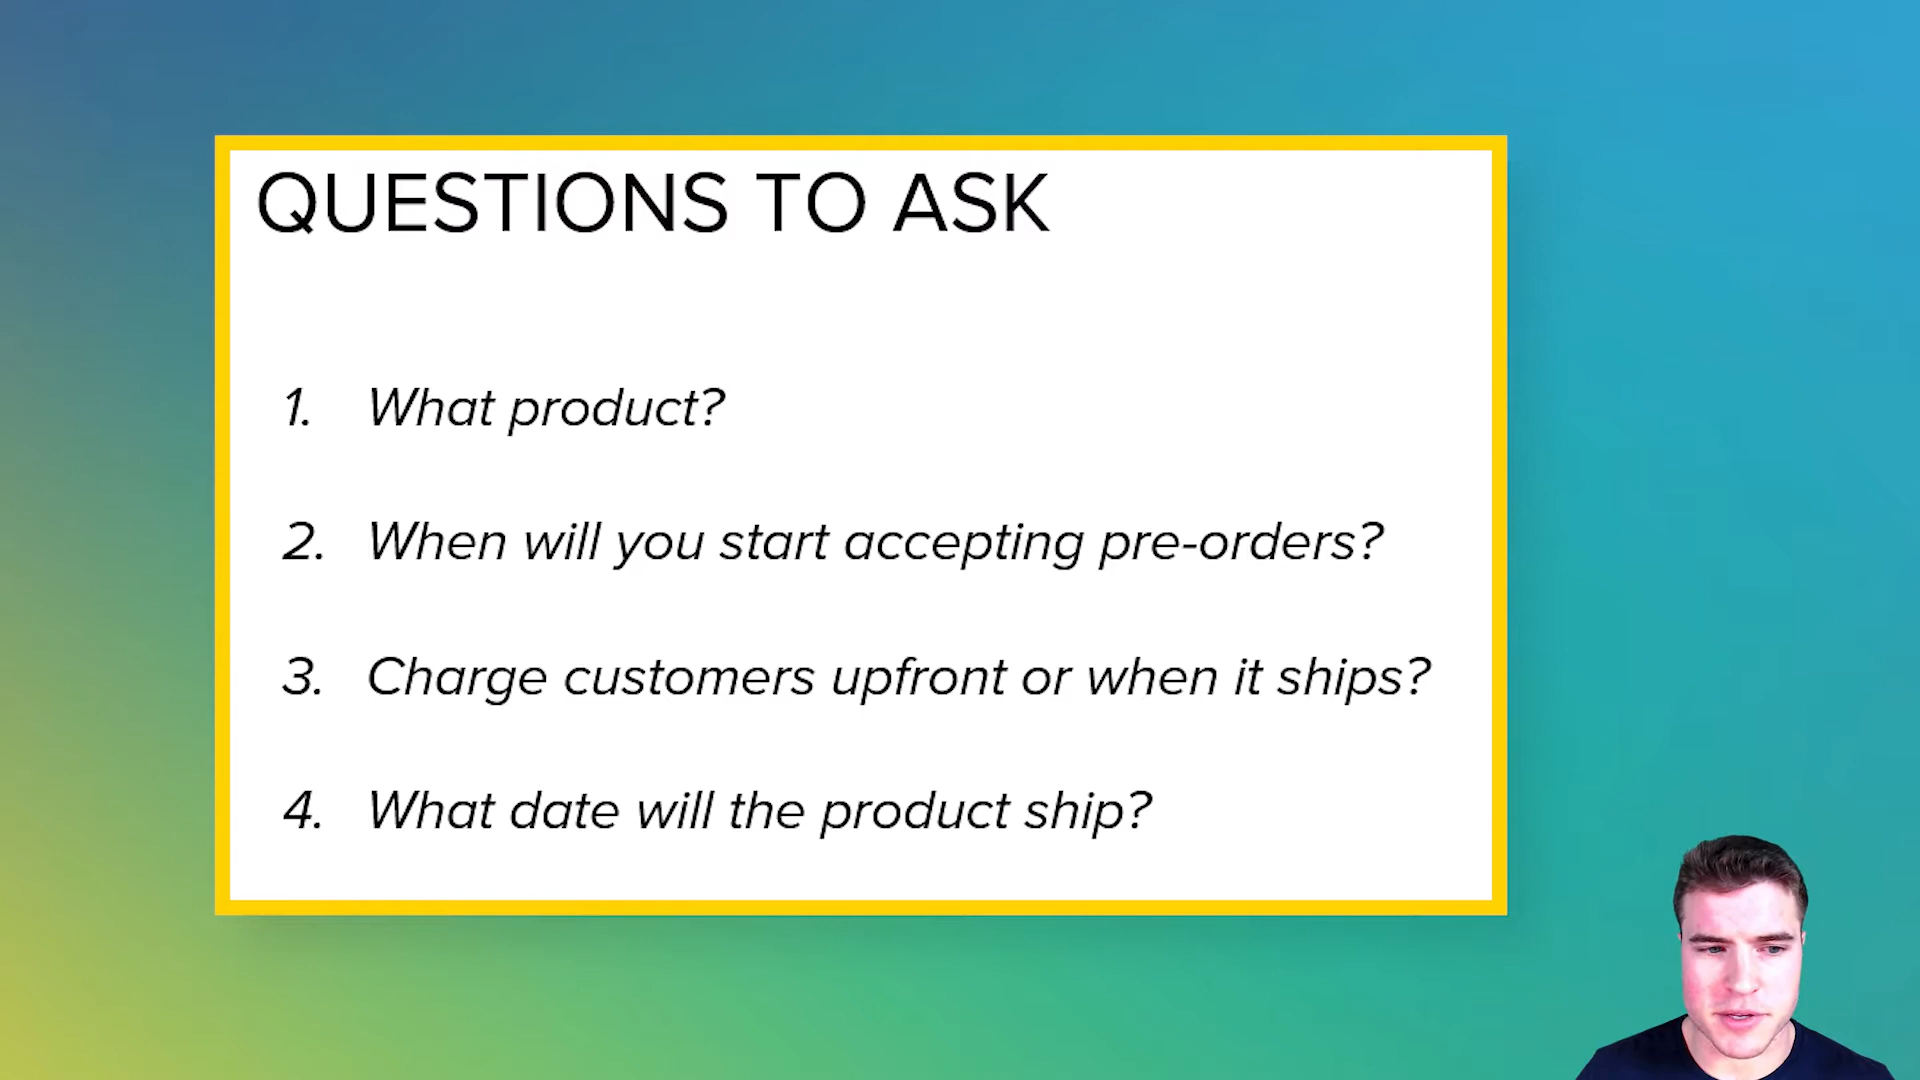 QUESTIONS TO ASK
1. What product?
2. When will you start accepting pre-orders?
3. Charge customers upfront or when it ships?
4. What date will the product ship?